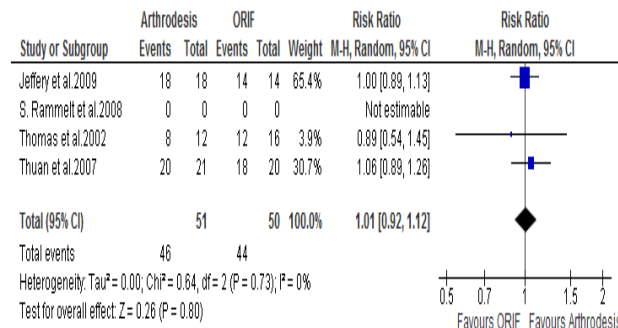 Arthrodesis ORIF Risk Ratio Risk Ratio
Study or Subgroup Events Total Events Total Weight M-H, Random, 95% CI M-H, Random, 95% CI
Jeffery et al.2009 18 18 14 14 65.4% 1.00 [0.89, 1.13]
S. Rammelt et al.2008 0 0 0 0 Not estimable
Thomas et al.2002 8 12 12 16 3.9% 0.89 [0.54, 1.45]
Thuan et al.2007 20 21 18 20 30.7% 1.06 [0.89, 1.26]
Total (95% CI) 51 50 100.0% 1.01 [0.92, 1.12]
Total events 46 44
Heterogeneity: Tau² = 0.00; Chi² = 0.64, df = 2 (P = 0.73); I² = 0%
Test for overall effect: Z = 0.26 (P = 0.80)
0.5 0.7 1 1.5 2
Favours ORIF Favours Arthrodesis